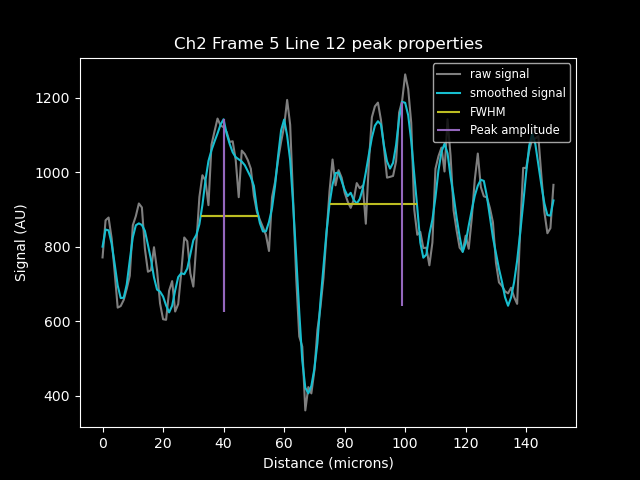 Ch2 Frame 5 Line 12 peak properties
raw signal
smoothed signal
FWHM
Peak amplitude
Signal (AU)
1200
1000
800
600
400
0 20 40 60 80 100 120 140
Distance (microns)